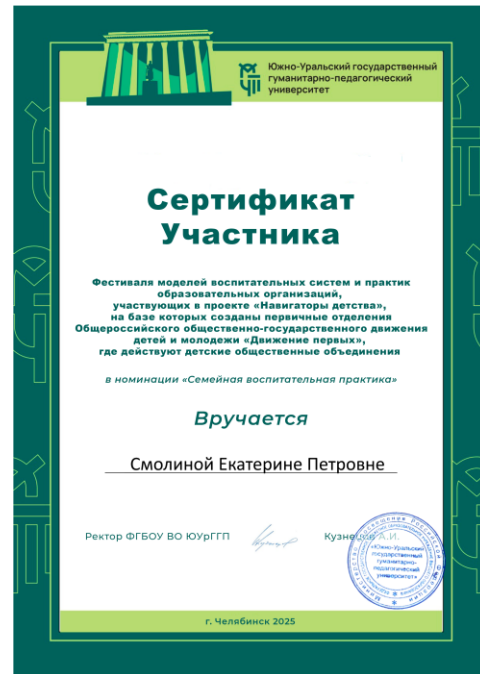 Южно-Уральский государственный
гуманитарно-педагогический
университет
Сертификат
Участника
Фестиваля моделей воспитательных систем и практик
образовательных организаций,
участвующих в проекте «Навигаторы детства»,
на базе которых созданы первичные отделения
Общероссийского общественно-государственного движения
детей и молодежи «Движение первых»,
где действуют детские общественные объединения
в номинации «Семейная воспитательная практика»
Вручается
Смолиной Екатерине Петровне
Ректор ФГБОУ ВО ЮУрГГП Кузнецов А.И.
«Южно-Уральский
государственный
гуманитарно-
педагогический
университет»
г. Челябинск 2025